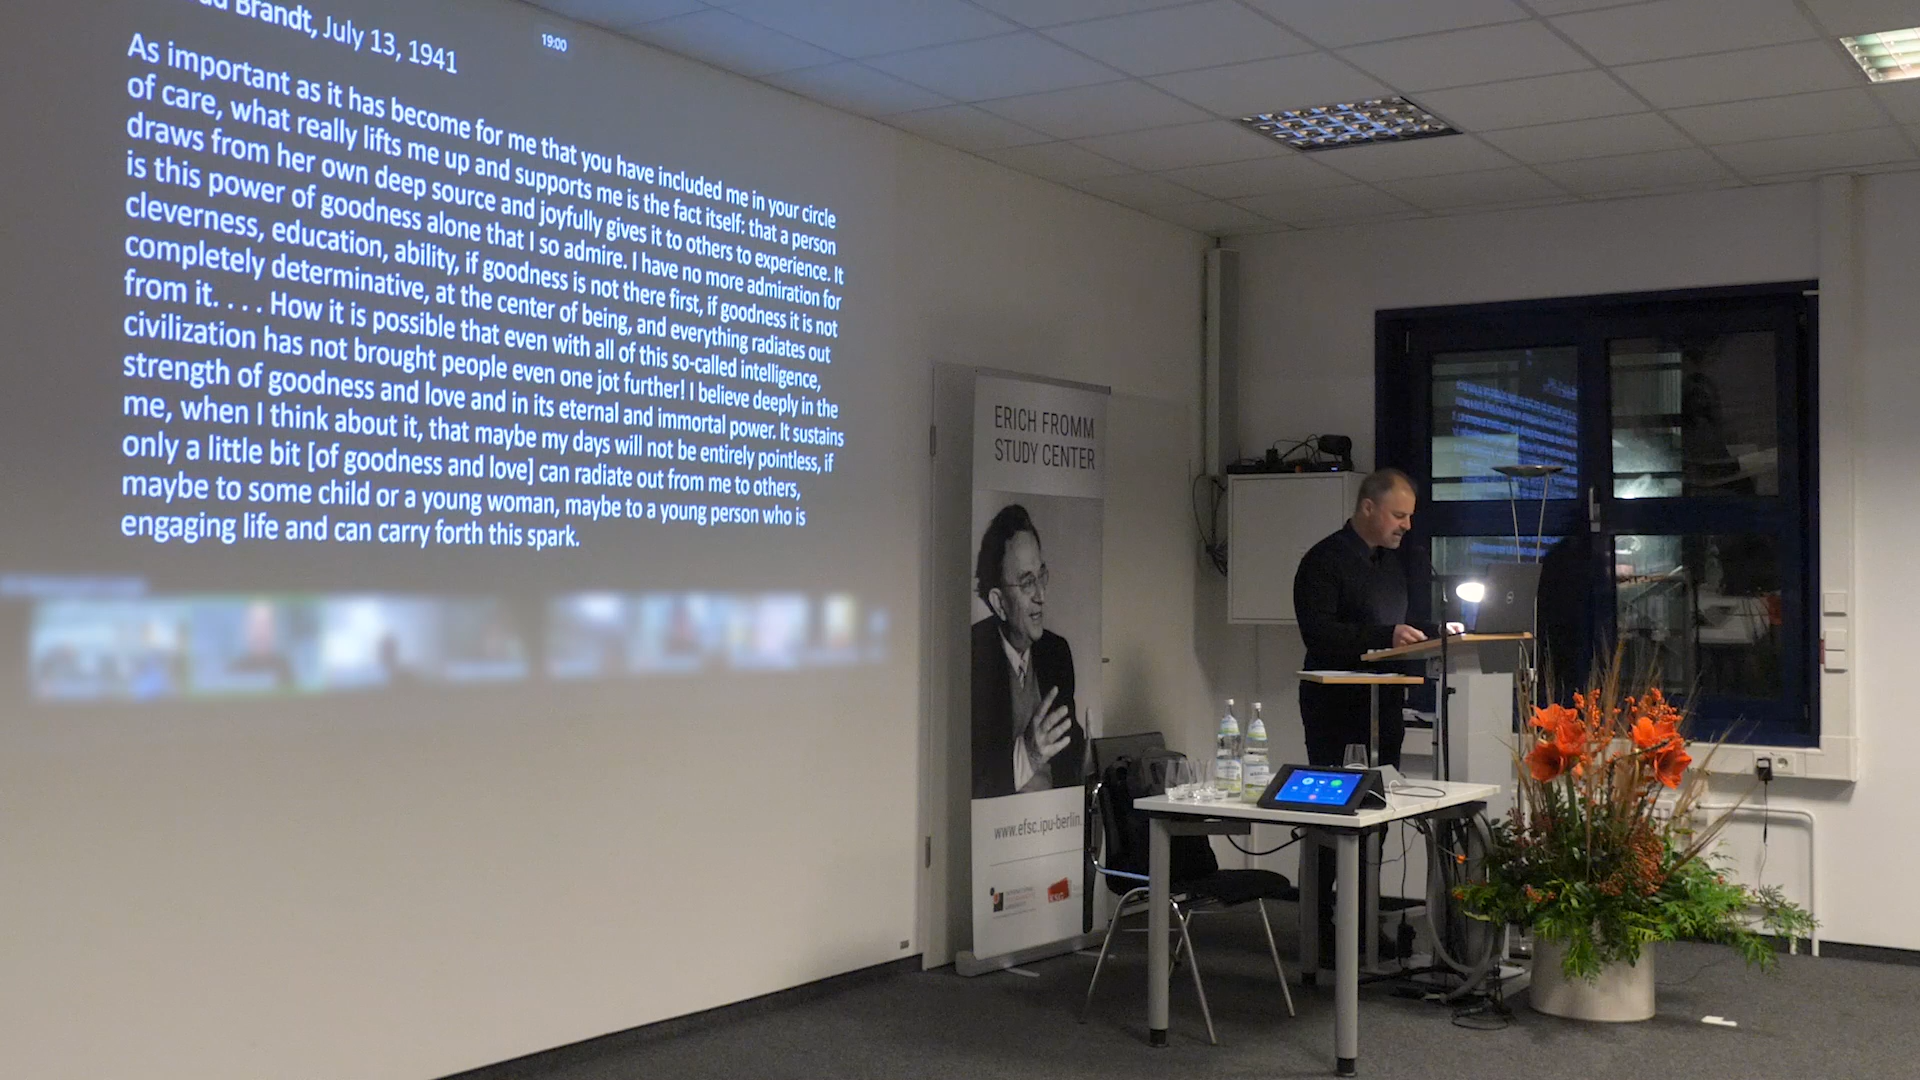 Brandt, July 13, 1941
19:00
As important as it has become for me that you have included me in your circle
of care, what really lifts me up and supports me is the fact itself: that a person
draws from her own deep source and joyfully gives it to others to experience. It
is this power of goodness alone that I so admire. I have no more admiration for
cleverness, education, ability, if goodness is not there first, if goodness it is not
completely determinative, at the center of being, and everything radiates out
from it. . . . How it is possible that even with all of this so-called intelligence,
civilization has not brought people even one jot further! I believe deeply in the
strength of goodness and love and in its eternal and immortal power. It sustains
me, when I think about it, that maybe my days will not be entirely pointless, if
only a little bit [of goodness and love] can radiate out from me to others,
maybe to some child or a young woman, maybe to a young person who is
engaging life and can carry forth this spark.
ERICH FROMM
STUDY CENTER
www.efsc.ipu-berlin.